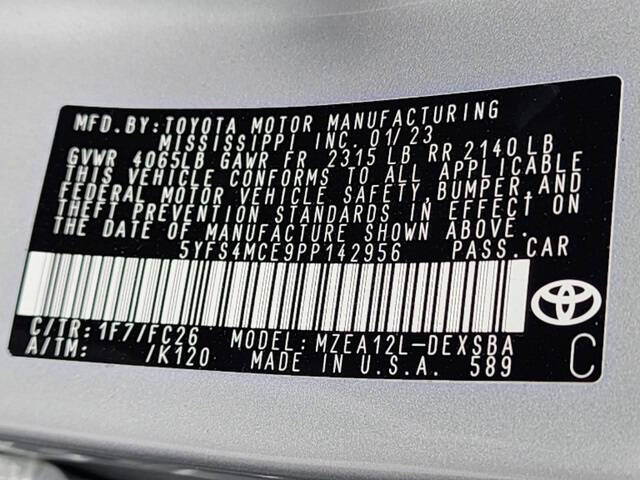 MFD.BY:TOYOTA MOTOR MANUFACTURING
MISSISSIPPI INC. 01/23
GVWR 4065LB GAWR FR 2315 LB RR 2140 LB
THIS VEHICLE CONFORMS TO ALL APPLICABLE
FEDERAL MOTOR VEHICLE SAFETY, BUMPER, AND
THEFT PREVENTION STANDARDS IN EFFECT ON
THE DATE OF MANUFACTURE SHOWN ABOVE.
5YFS4MCE9PP142956 PASS.CAR
C/TR: 1F7/FC26 MODEL: MZEA12L-DEXSBA
A/TM: /K120 MADE IN U.S.A. 589
C